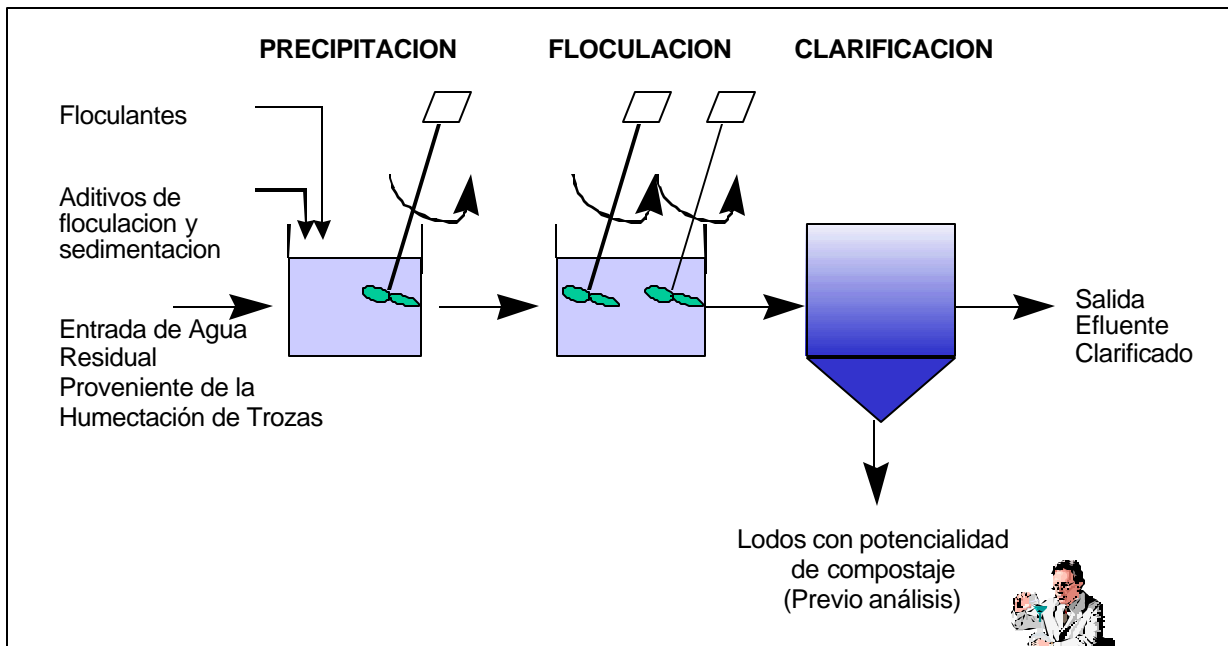 PRECIPITACION
FLOCULACION
CLARIFICACION
Floculantes
Aditivos de
floculacion y
sedimentacion
Entrada de Agua
Residual
Proveniente de la
Humectación de Trozas
Salida
Efluente
Clarificado
Lodos con potencialidad
de compostaje
(Previo análisis)